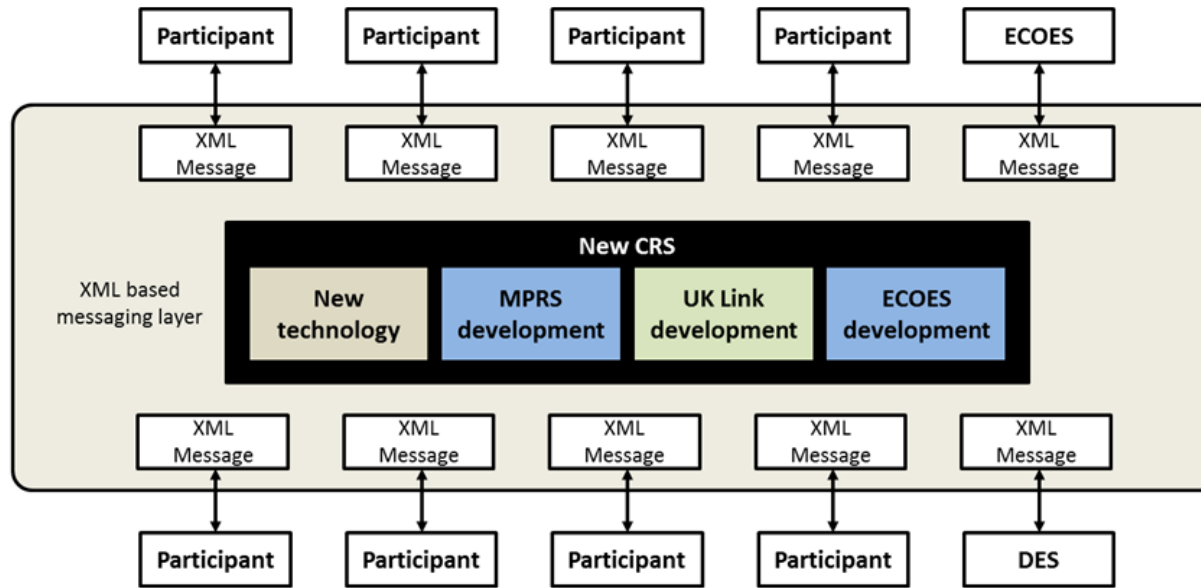 Participant Participant Participant Participant ECOES
XML XML XML XML XML
Message Message Message Message Message
New CRS
XML based
messaging layer
New MPRS UK Link ECOES
technology development development development
XML XML XML XML XML
Message Message Message Message Message
Participant Participant Participant Participant DES